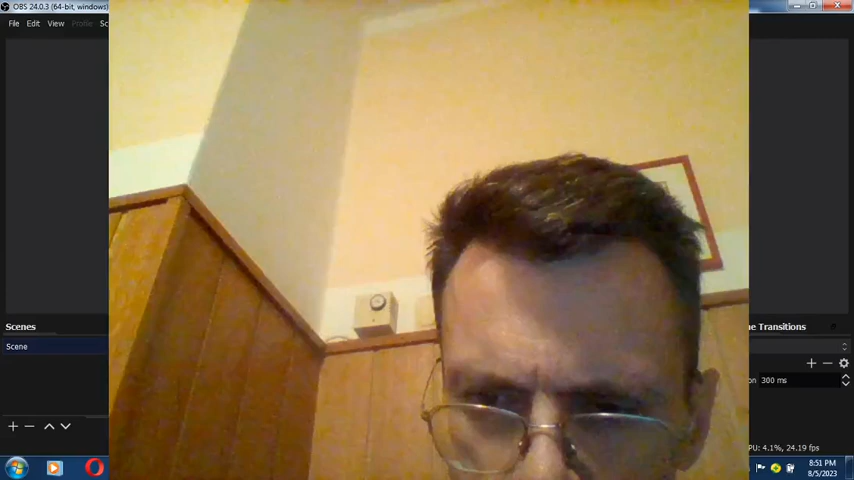 OBS 24.0.3 (64-bit, windows)
File Edit View Profile Sc
Scenes
Scene
ne Transitions
on 300 ms
PU: 4.1%, 24.19 fps
8:51 PM
8/5/2023